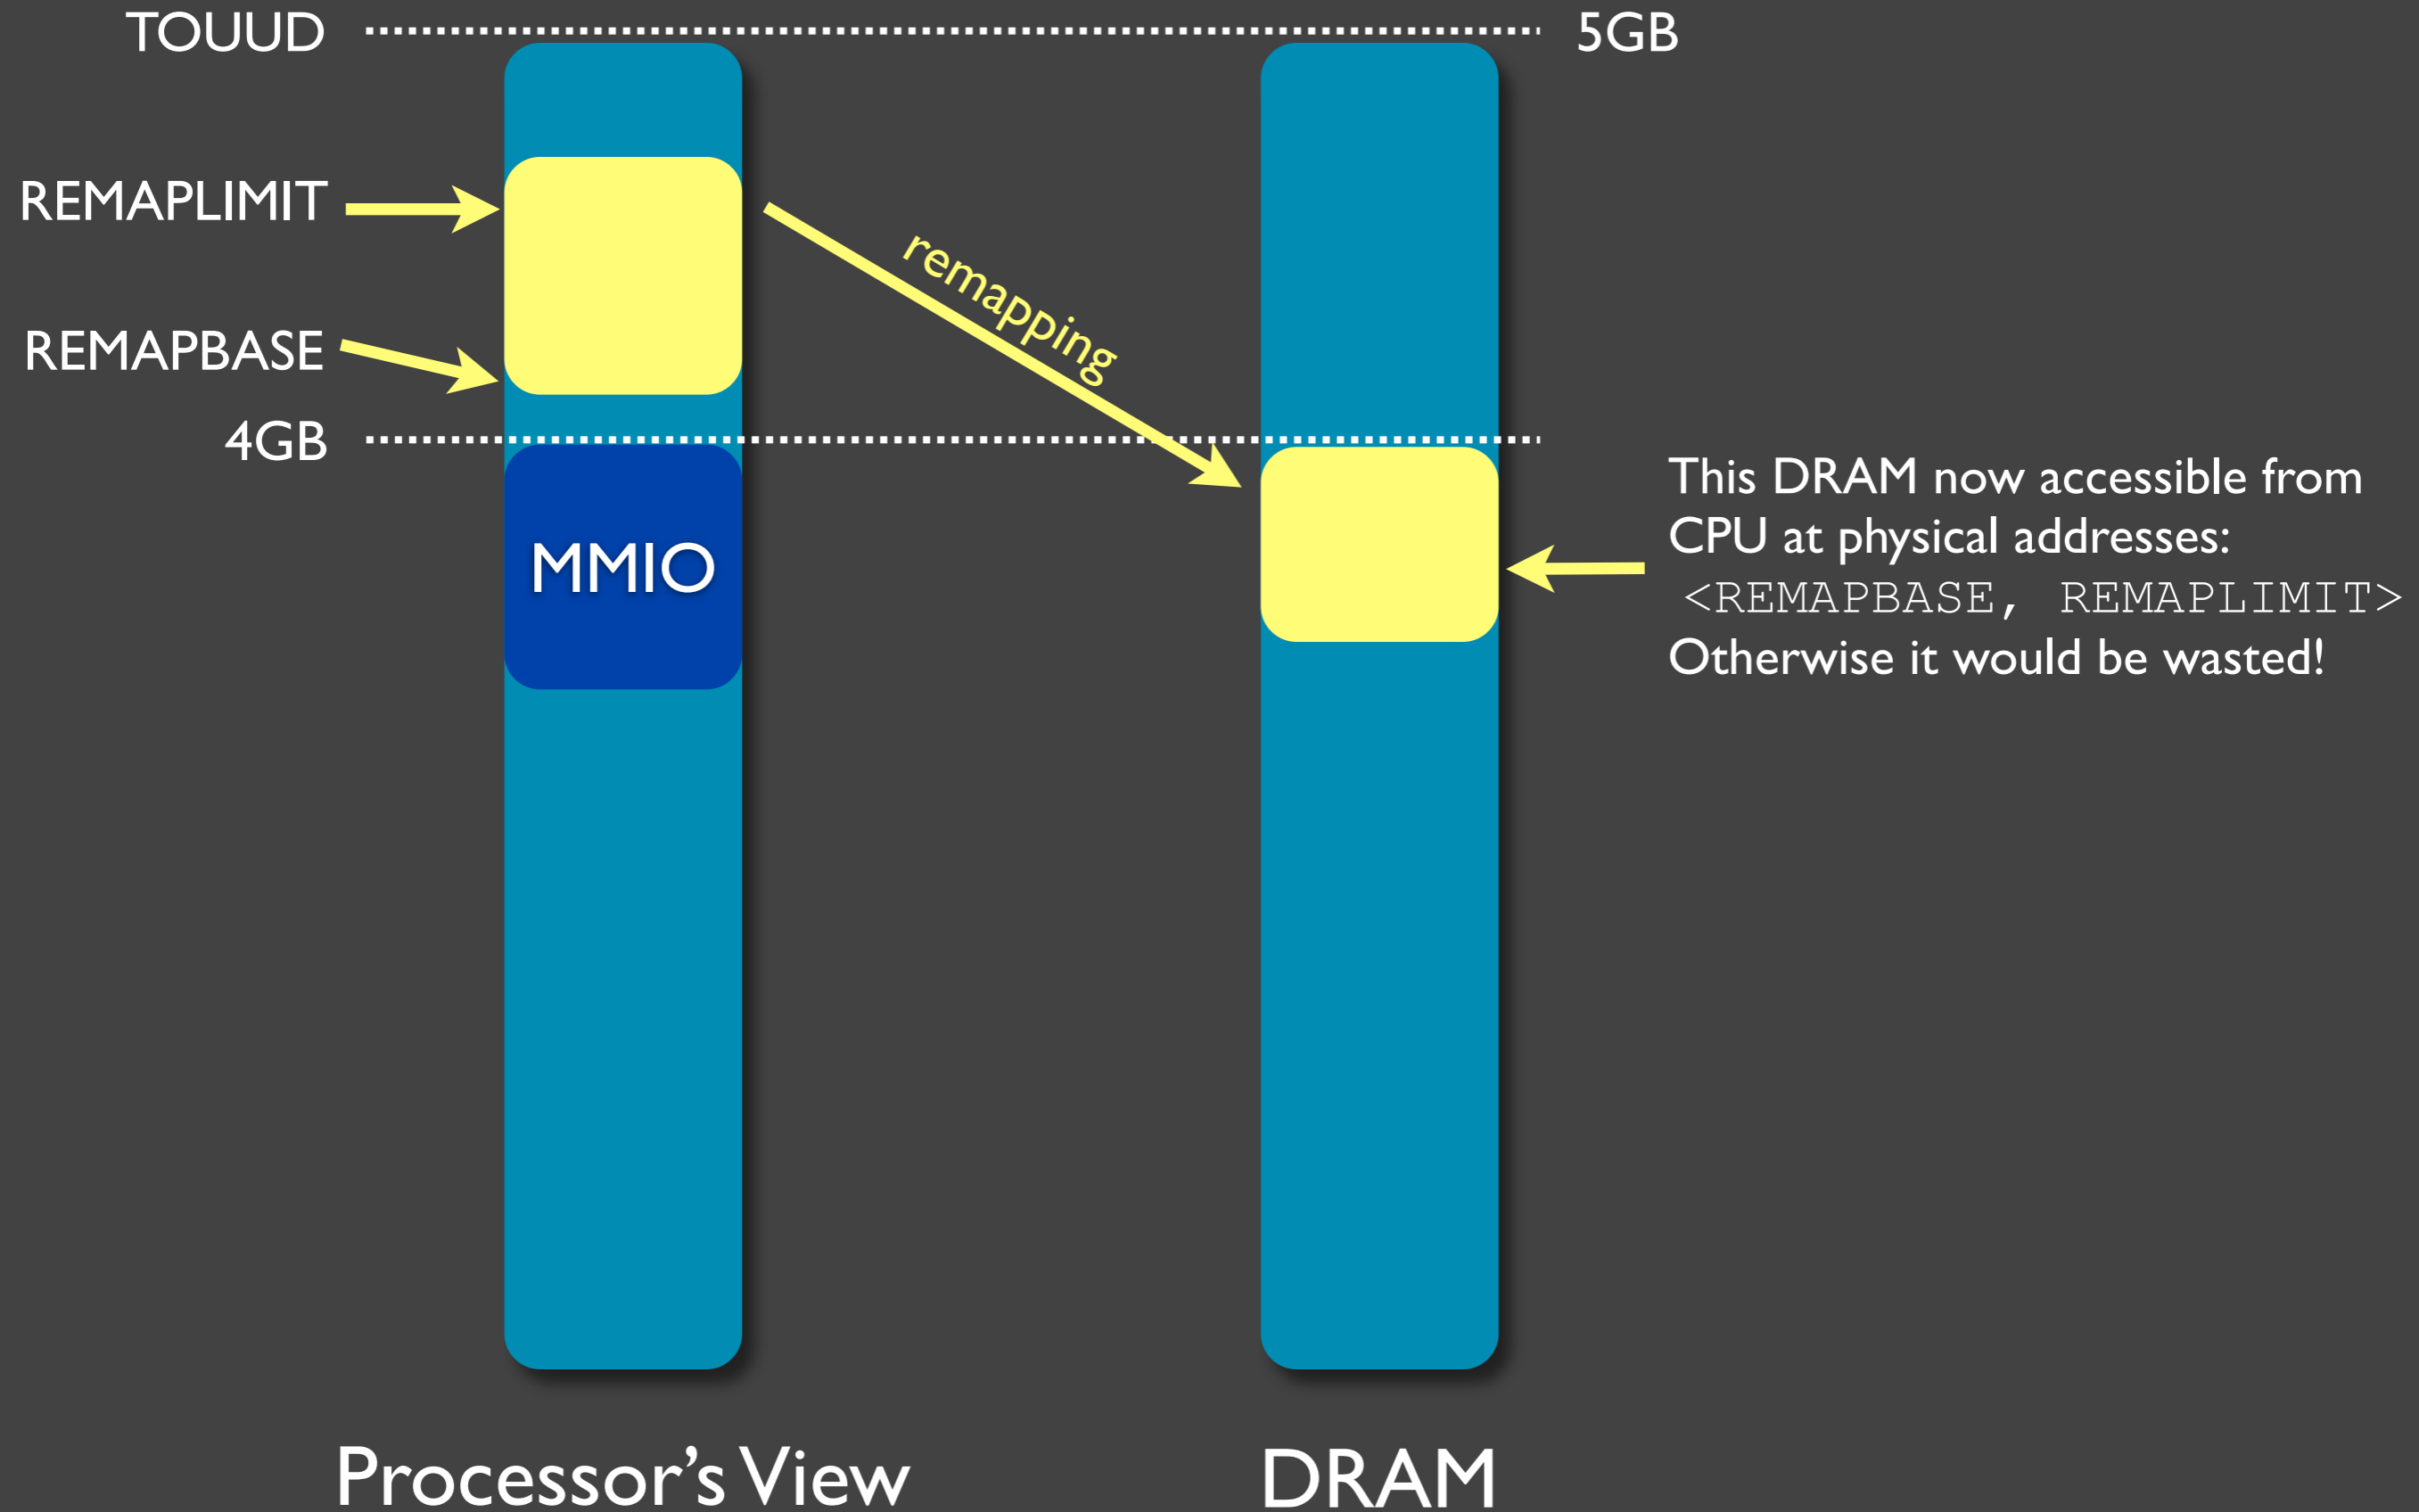 TOUUD
5GB
REMAPLIMIT
remapping
REMAPBASE
4GB
MMIO
This DRAM now accessible from
CPU at physical addresses:
<REMAPBASE, REMAPLIMIT>
Otherwise it would be wasted!
Processor’s View
DRAM